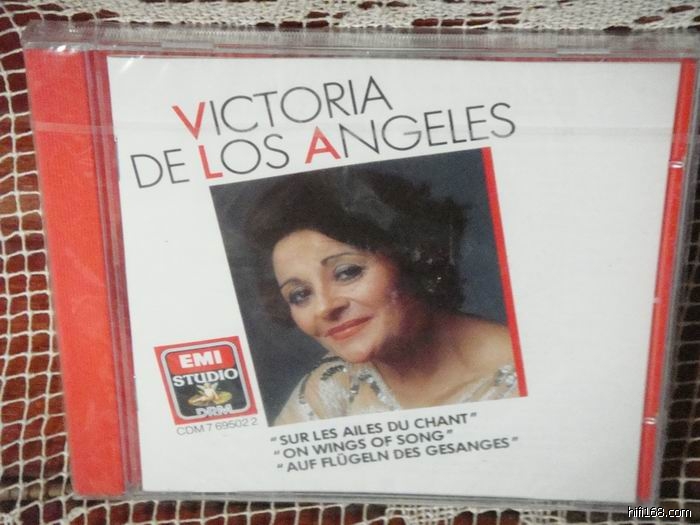 VICTORIA
DE LOS ANGELES
EMI
STUDIO
DRM
CDM 7 69502 2
"SUR LES AILES DU CHANT"
"ON WINGS OF SONG"
"AUF FLÜGELN DES GESANGES"
hifi168.com